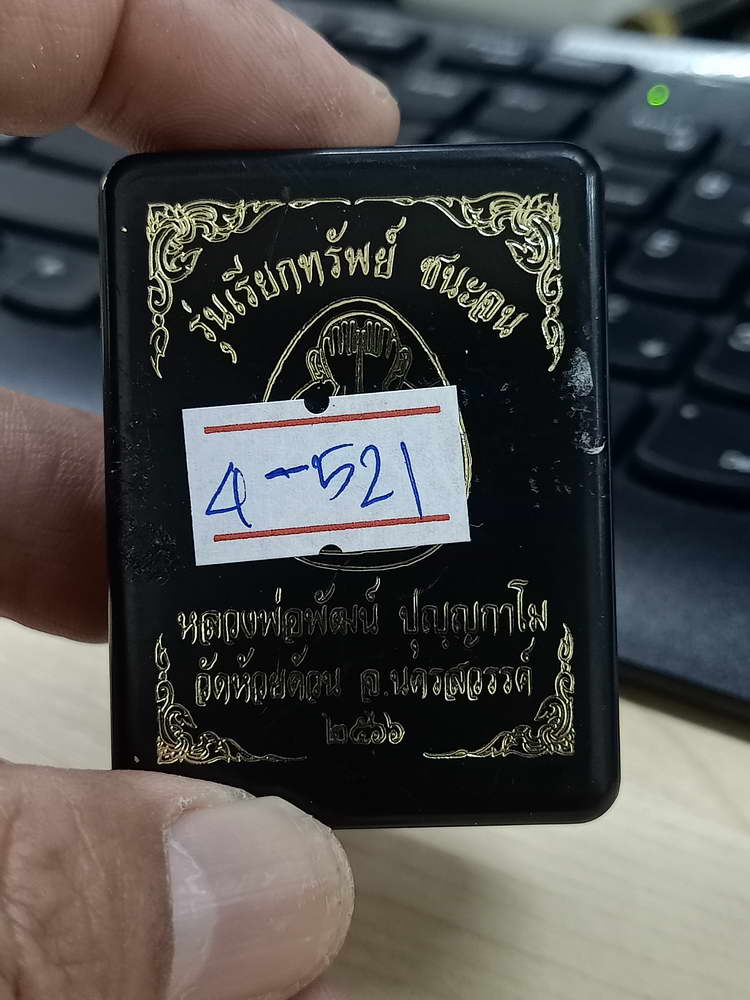 รุ่นเรียกทรัพย์ ชนะคน
4-521
หลวงพ่อพัฒน์ ปุญฺญกาโม
วัดห้วยด้วน จ.นครสวรรค์
๒๕๖๖